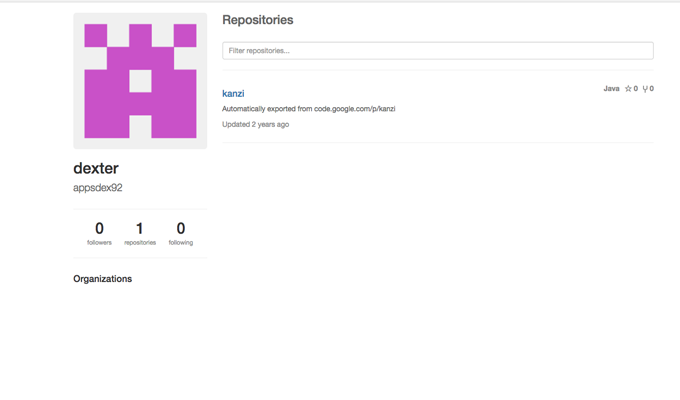 Repositories
Filter repositories...
kanzi
Java 0 0
Automatically exported from code.google.com/p/kanzi
Updated 2 years ago
dexter
appsdex92
0 1 0
followers repositories following
Organizations